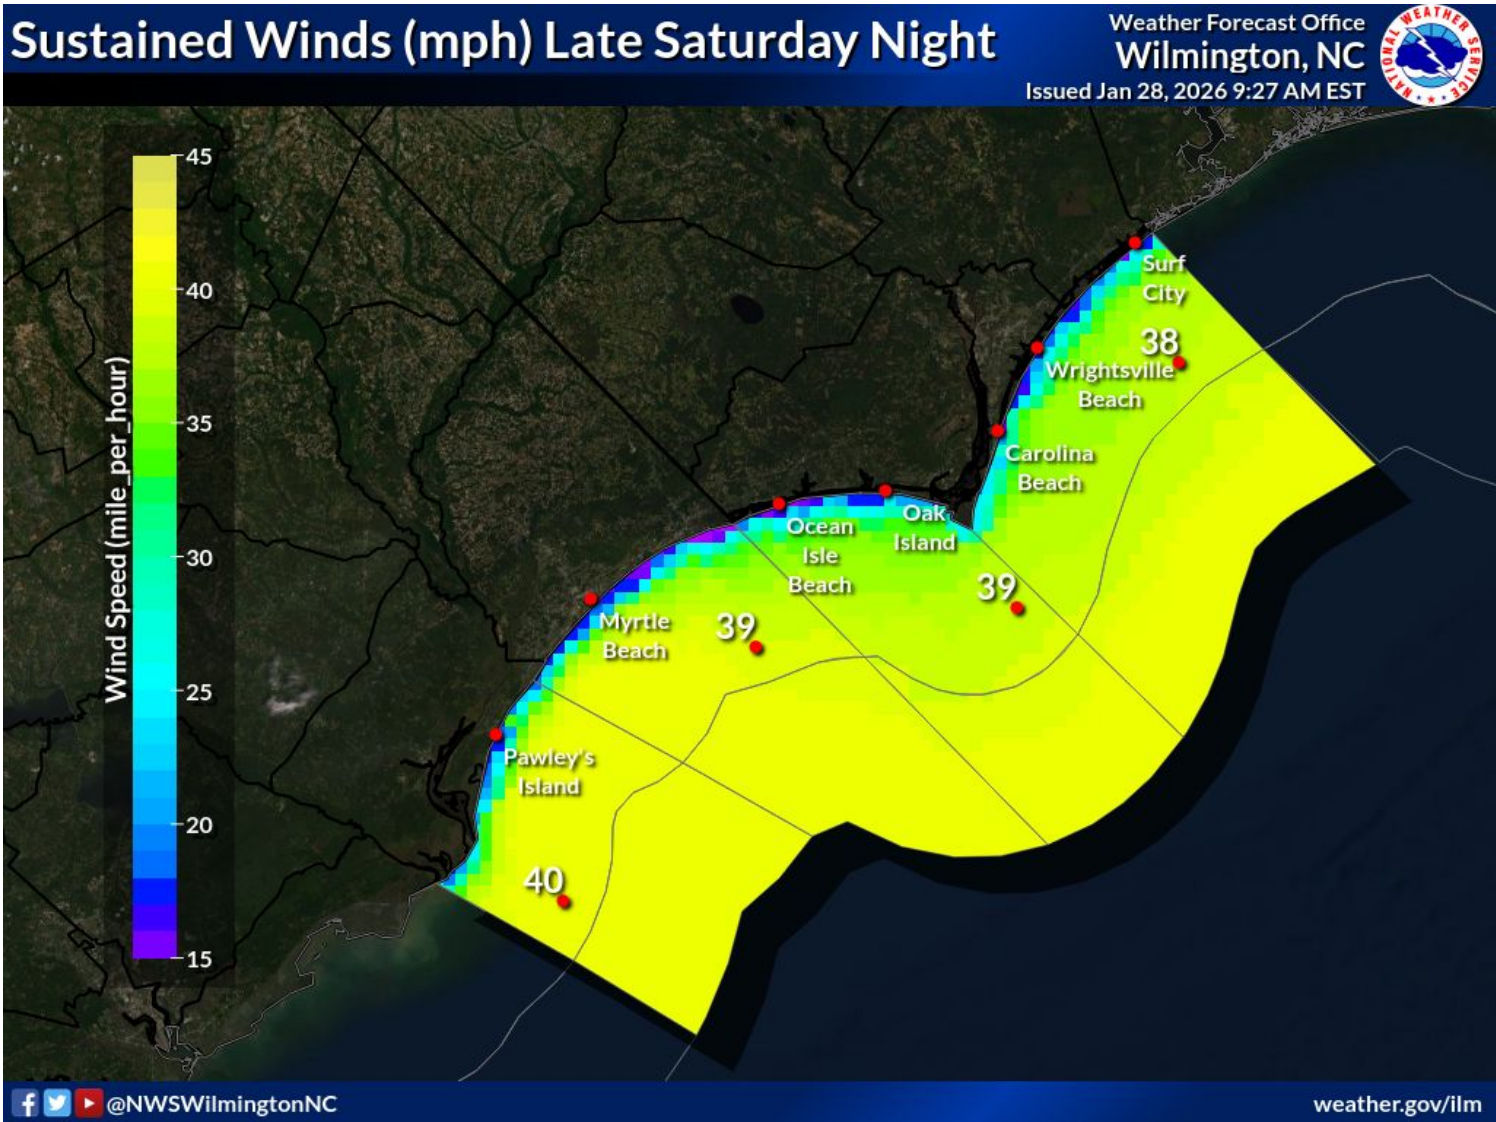 Sustained Winds (mph) Late Saturday Night
Weather Forecast Office
Wilmington, NC
Issued Jan 28, 2026 9:27 AM EST
NATIONAL WEATHER SERVICE
45
40
35
30
25
20
15
Wind Speed (mile_per_hour)
Surf
City
38
Wrightsville
Beach
Carolina
Beach
Oak
Island
Ocean
Isle
Beach
39
39
Myrtle
Beach
Pawley's
Island
40
@NWSWilmingtonNC
weather.gov/ilm